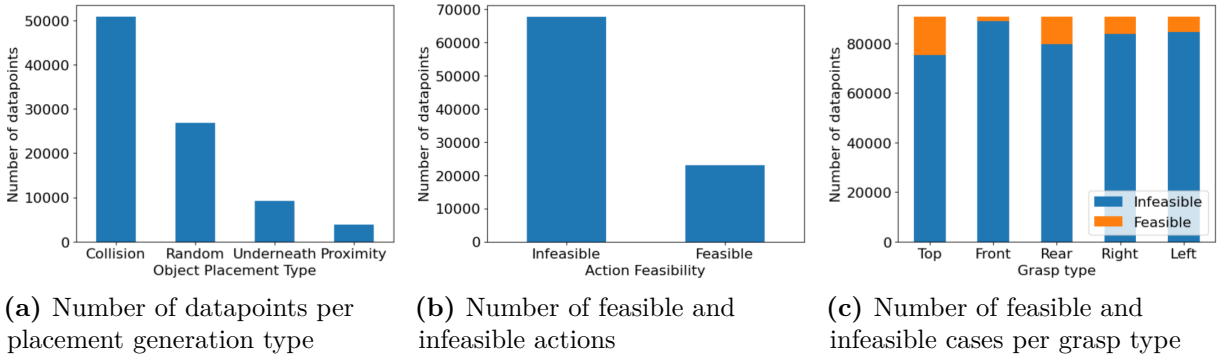 50000
40000
30000
20000
10000
0
Number of datapoints
Collision Random Underneath Proximity
Object Placement Type
(a) Number of datapoints per
placement generation type
70000
60000
50000
40000
30000
20000
10000
0
Number of datapoints
Infeasible Feasible
Action Feasibility
(b) Number of feasible and
infeasible actions
80000
60000
40000
20000
0
Number of datapoints
Infeasible
Feasible
Top Front Rear Right Left
Grasp type
(c) Number of feasible and
infeasible cases per grasp type